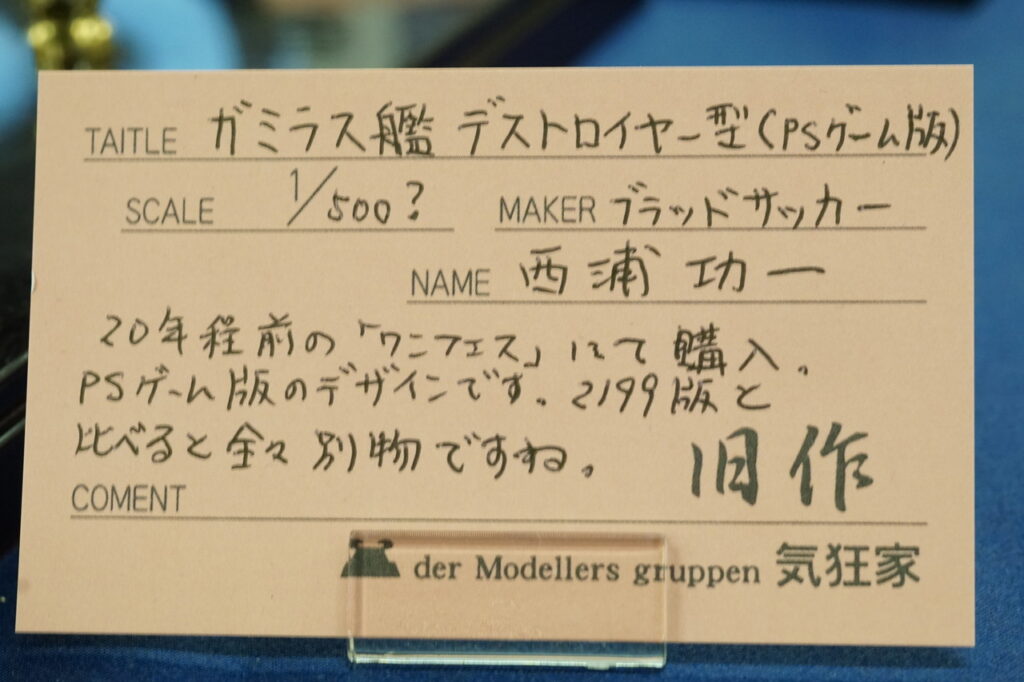 TAITLE ガミラス艦 デストロイヤー型(PSゲーム版)
SCALE 1/500? MAKER ブラッドサッカー
NAME 西浦 功一
20年程前の「ワンフェス」にて購入。
PSゲーム版のデザインです。2199版と
比べると全々別物ですね。
旧作
COMENT
der Modellers gruppen 気狂家